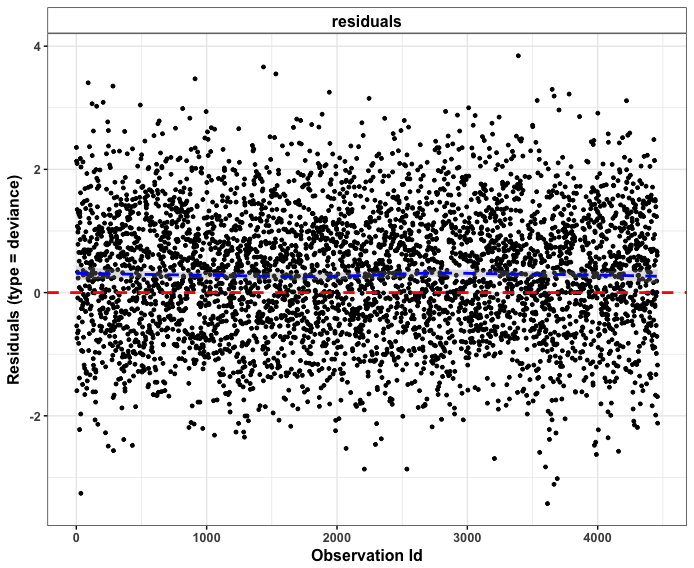 residuals
4
2
0
-2
Residuals (type = deviance)
0 1000 2000 3000 4000
Observation Id